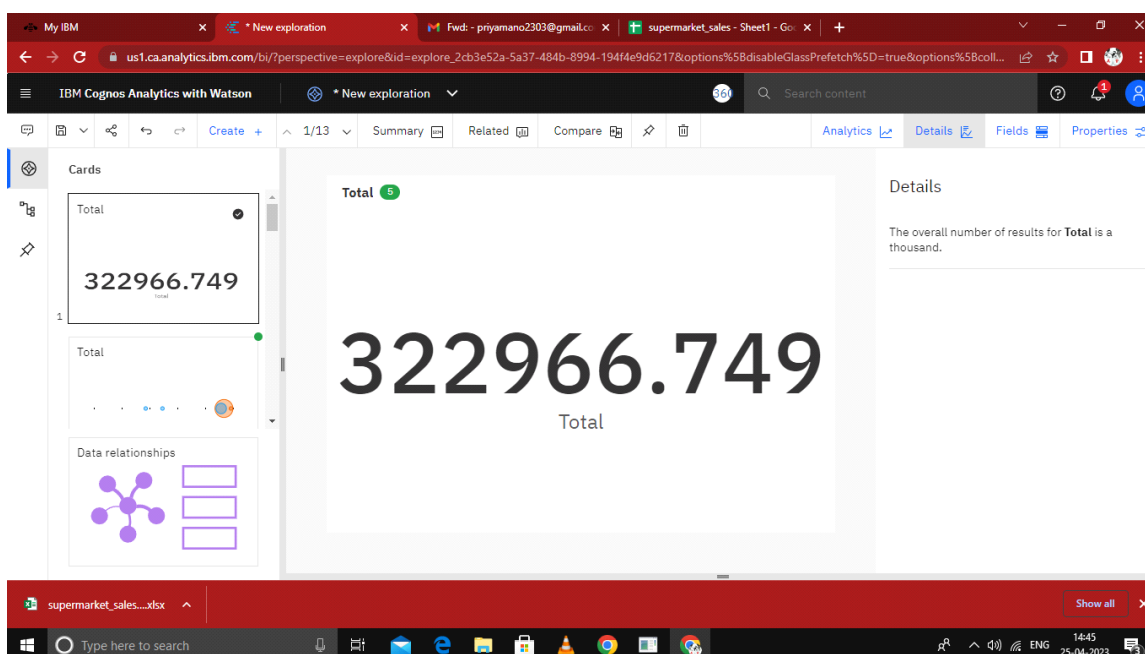 My IBM
* New exploration
Fwd: - priyamano2303@gmail.co
supermarket_sales - Sheet1 - Goo
us1.ca.analytics.ibm.com/bi/?perspective=explore&id=explore_2cb3e52a-5a37-484b-8994-194f4e9d6217&options%5BdisableGlassPrefetch%5D=true&options%5Bcoll...
IBM Cognos Analytics with Watson
* New exploration
360
Search content
1
Create +
1/13
Summary
Related
Compare
Analytics
Details
Fields
Properties
Cards
Total
322966.749
Total
1
Total
Data relationships
Total 5
322966.749
Total
Details
The overall number of results for Total is a
thousand.
supermarket_sales....xlsx
Show all
Type here to search
ENG
14:45
25-04-2023
3